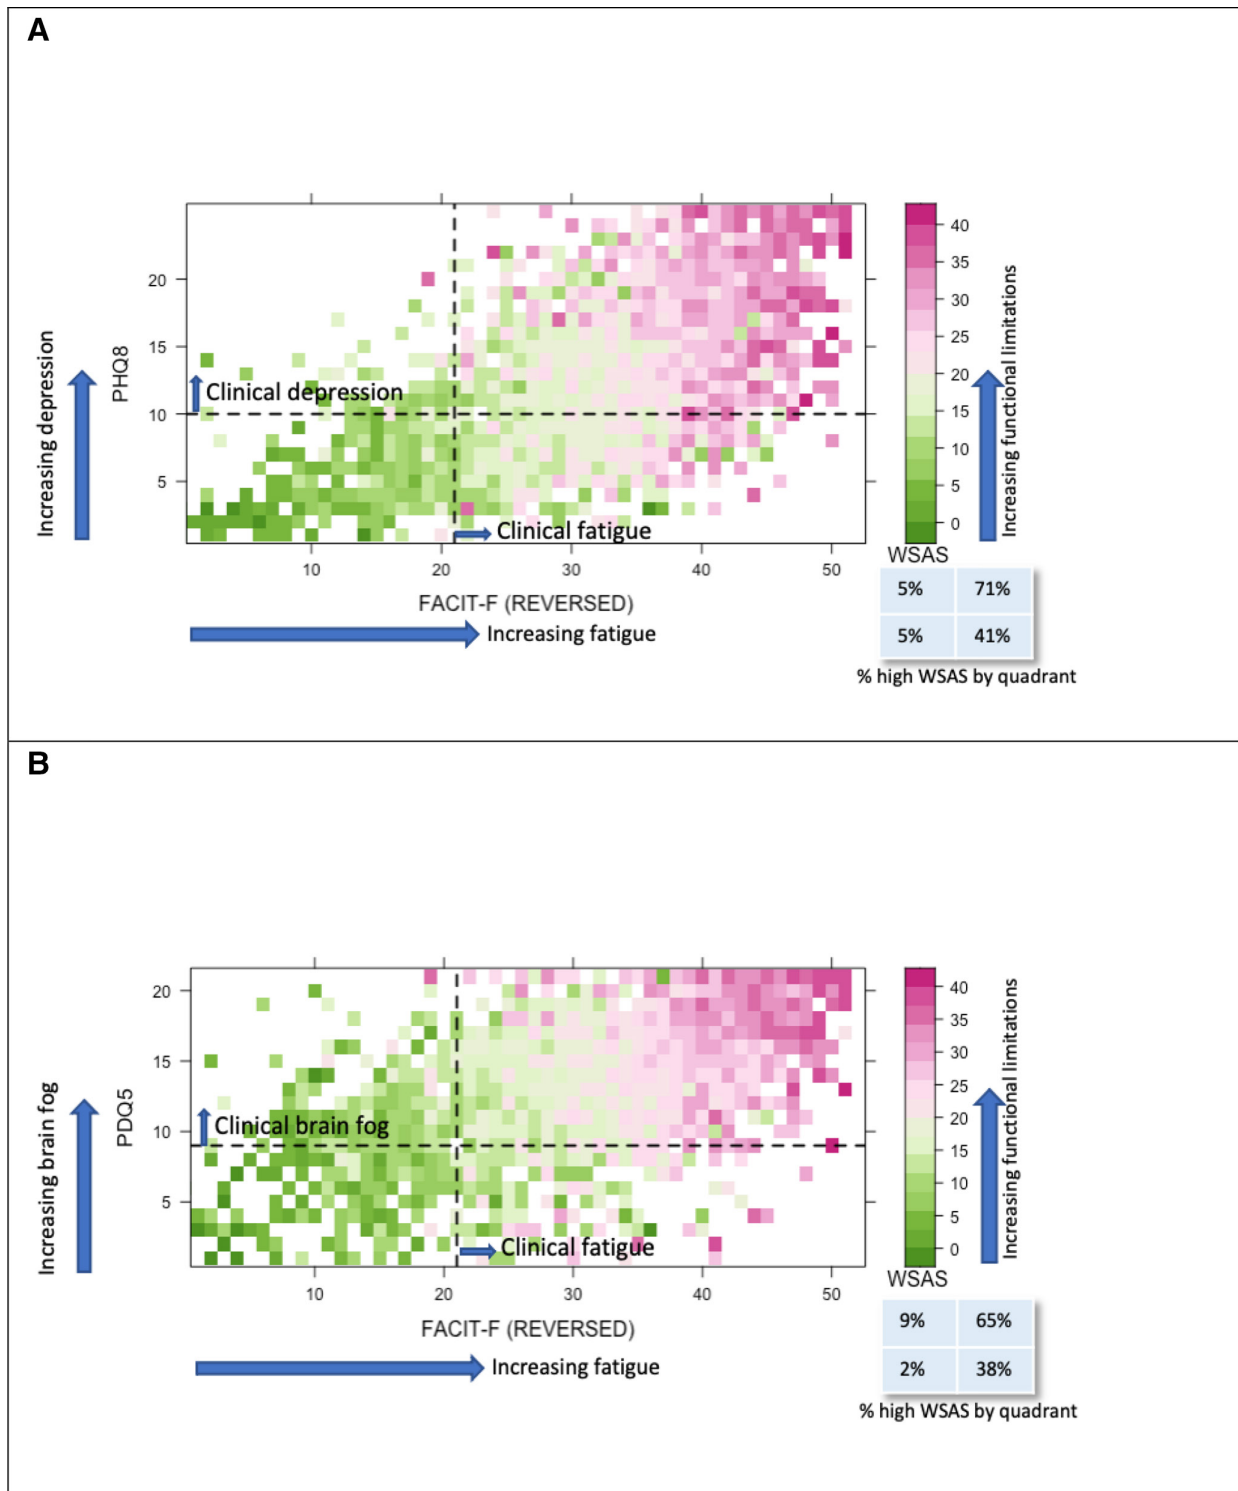 A
Increasing depression
PHQ8
20
15
10
5
Clinical depression
Clinical fatigue
10 20 30 40 50
FACIT-F (REVERSED)
Increasing fatigue
40
35
30
25
20
15
10
5
0
Increasing functional limitations
WSAS
5% 71%
5% 41%
% high WSAS by quadrant
B
Increasing brain fog
PDQ5
20
15
10
5
Clinical brain fog
Clinical fatigue
10 20 30 40 50
FACIT-F (REVERSED)
Increasing fatigue
40
35
30
25
20
15
10
5
0
Increasing functional limitations
WSAS
9% 65%
2% 38%
% high WSAS by quadrant